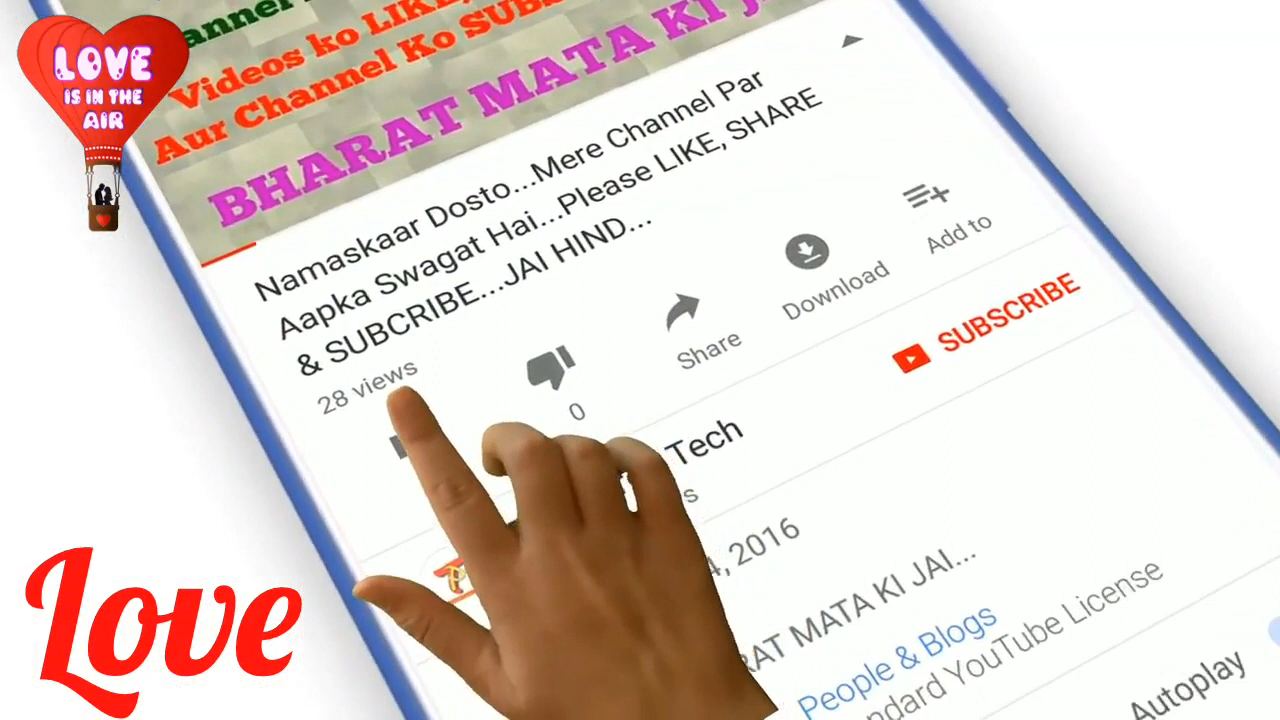 LOVE
IS IN THE
AIR
Videos ko LIKE,
Aur Channel Ko
BHARAT MATA KI
Namaskaar Dosto...Mere Channel Par
Aapka Swagat Hai...Please LIKE, SHARE
& SUBCRIBE...JAI HIND...
28 views
0
Share
Download
Add to
SUBSCRIBE
Tech
4, 2016
MATA KI JAI...
People & Blogs
YouTube License
Autoplay
Love